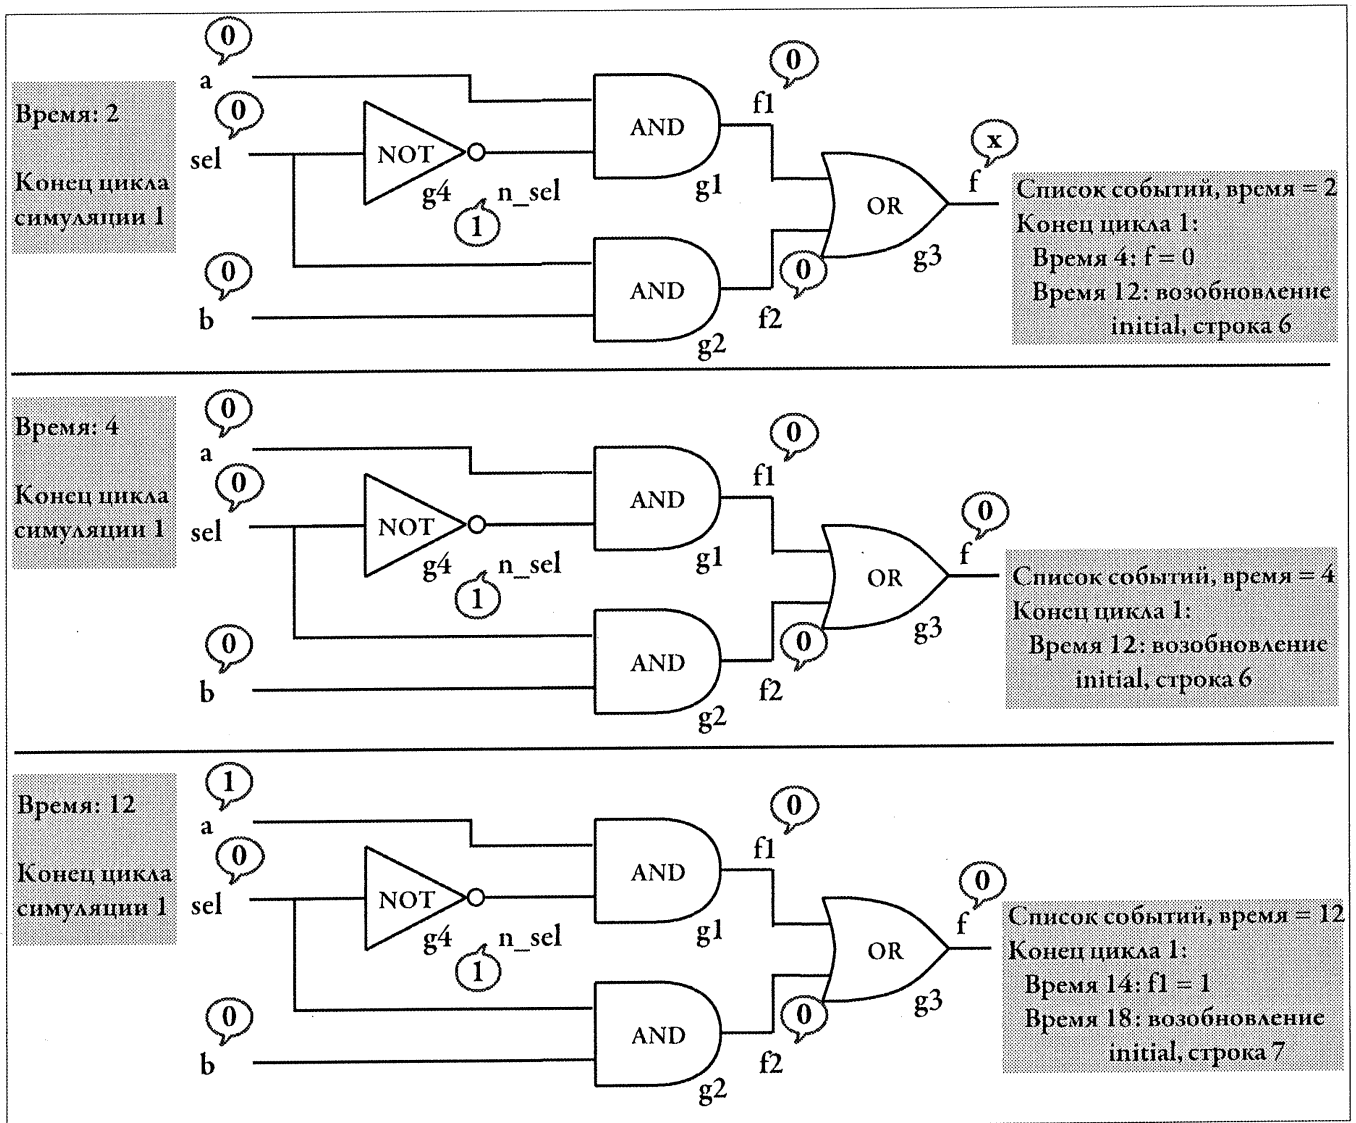 0
a
Время: 2
0
sel
Конец цикла
симуляции 1
NOT
g4
n_sel
1
0
b
AND
g1
f1
0
AND
g2
f2
0
OR
g3
x
f
Список событий, время = 2
Конец цикла 1:
Время 4: f = 0
Время 12: возобновление
initial, строка 6
0
a
Время: 4
0
sel
Конец цикла
симуляции 1
NOT
g4
n_sel
1
0
b
AND
g1
f1
0
AND
g2
f2
0
OR
g3
0
f
Список событий, время = 4
Конец цикла 1:
Время 12: возобновление
initial, строка 6
1
a
Время: 12
0
sel
Конец цикла
симуляции 1
NOT
g4
n_sel
1
0
b
AND
g1
f1
0
AND
g2
f2
0
OR
g3
0
f
Список событий, время = 12
Конец цикла 1:
Время 14: f1 = 1
Время 18: возобновление
initial, строка 7